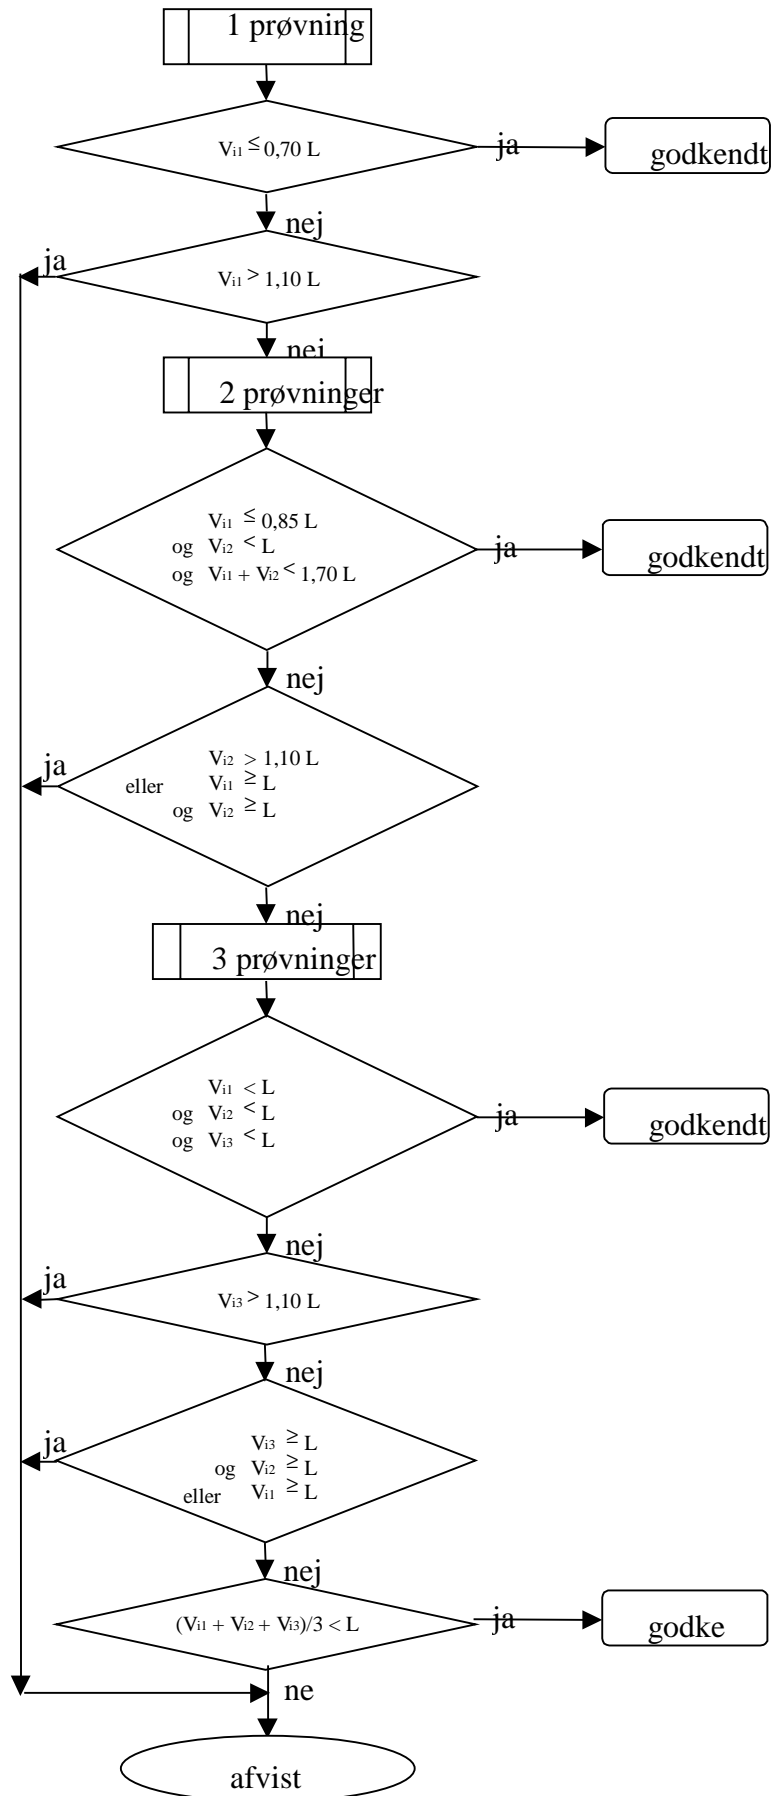 1 prøvning
Vi1 ≤ 0,70 L
ja
godkendt
nej
ja
Vi1 > 1,10 L
nej
2 prøvninger
Vi1 ≤ 0,85 L
og Vi2 < L
og Vi1 + Vi2 < 1,70 L
ja
godkendt
nej
ja
Vi2 > 1,10 L
eller Vi1 ≥ L
og Vi2 ≥ L
nej
3 prøvninger
Vi1 < L
og Vi2 < L
og Vi3 < L
ja
godkendt
nej
ja
Vi3 > 1,10 L
nej
ja
Vi3 ≥ L
og Vi2 ≥ L
eller Vi1 ≥ L
nej
(Vi1 + Vi2 + Vi3)/3 < L
ja
godke
ne
afvist